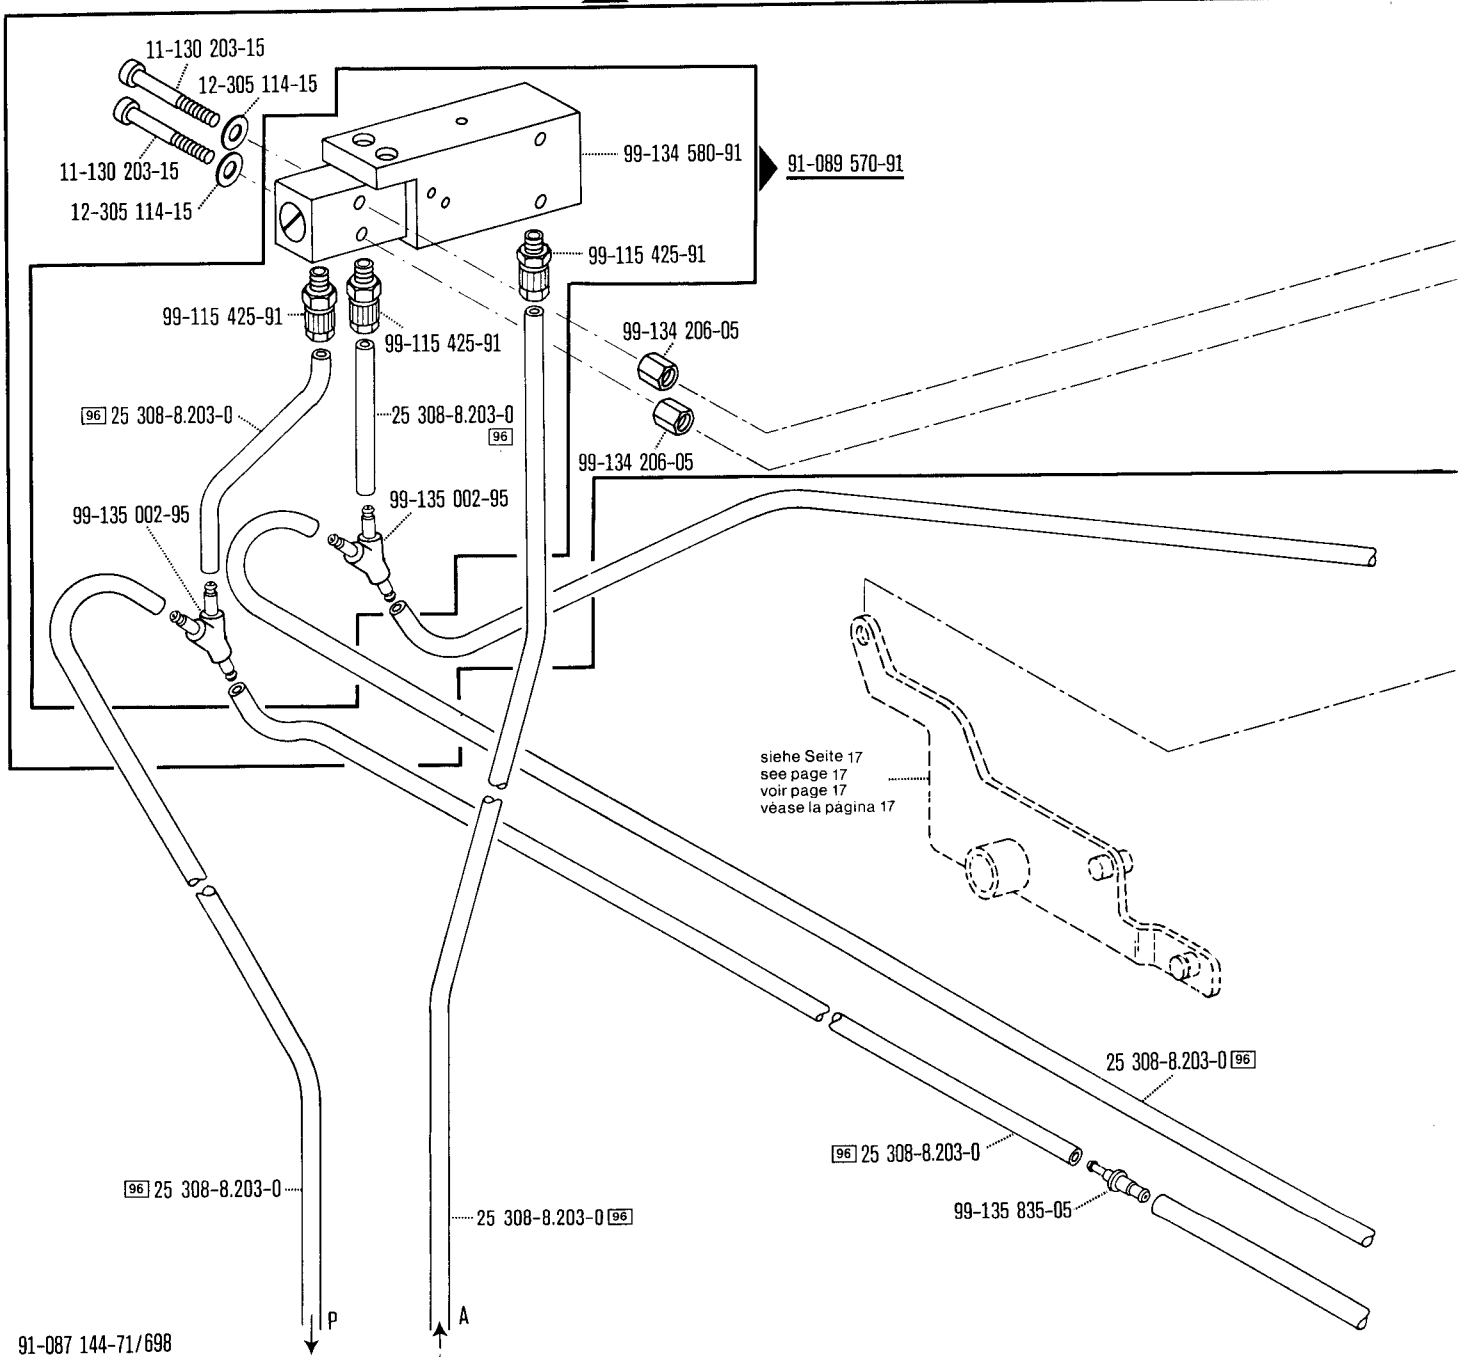 11-130 203-15
12-305 114-15
11-130 203-15
12-305 114-15
99-134 580-91
91-089 570-91
99-115 425-91
99-115 425-91
99-115 425-91
99-134 206-05
96 25 308-8.203-0
25 308-8.203-0
96
99-134 206-05
99-135 002-95
99-135 002-95
siehe Seite 17
see page 17
voir page 17
véase la página 17
25 308-8.203-0 96
96 25 308-8.203-0
96 25 308-8.203-0
25 308-8.203-0 96
99-135 835-05
P
A
91-087 144-71/698